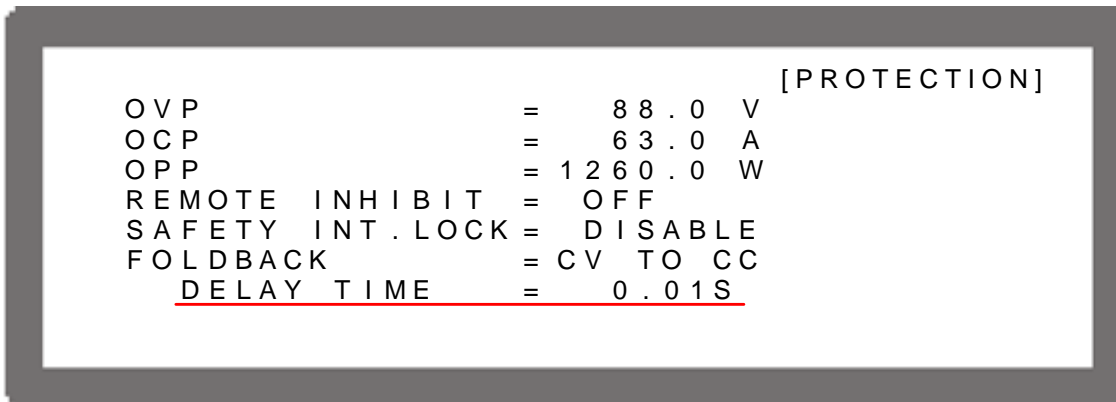 [PROTECTION]
OVP = 88.0 V
OCP = 63.0 A
OPP =1260.0 W
REMOTE INHIBIT = OFF
SAFETY INT.LOCK= DISABLE
FOLDBACK =CV TO CC
DELAY TIME = 0.01S